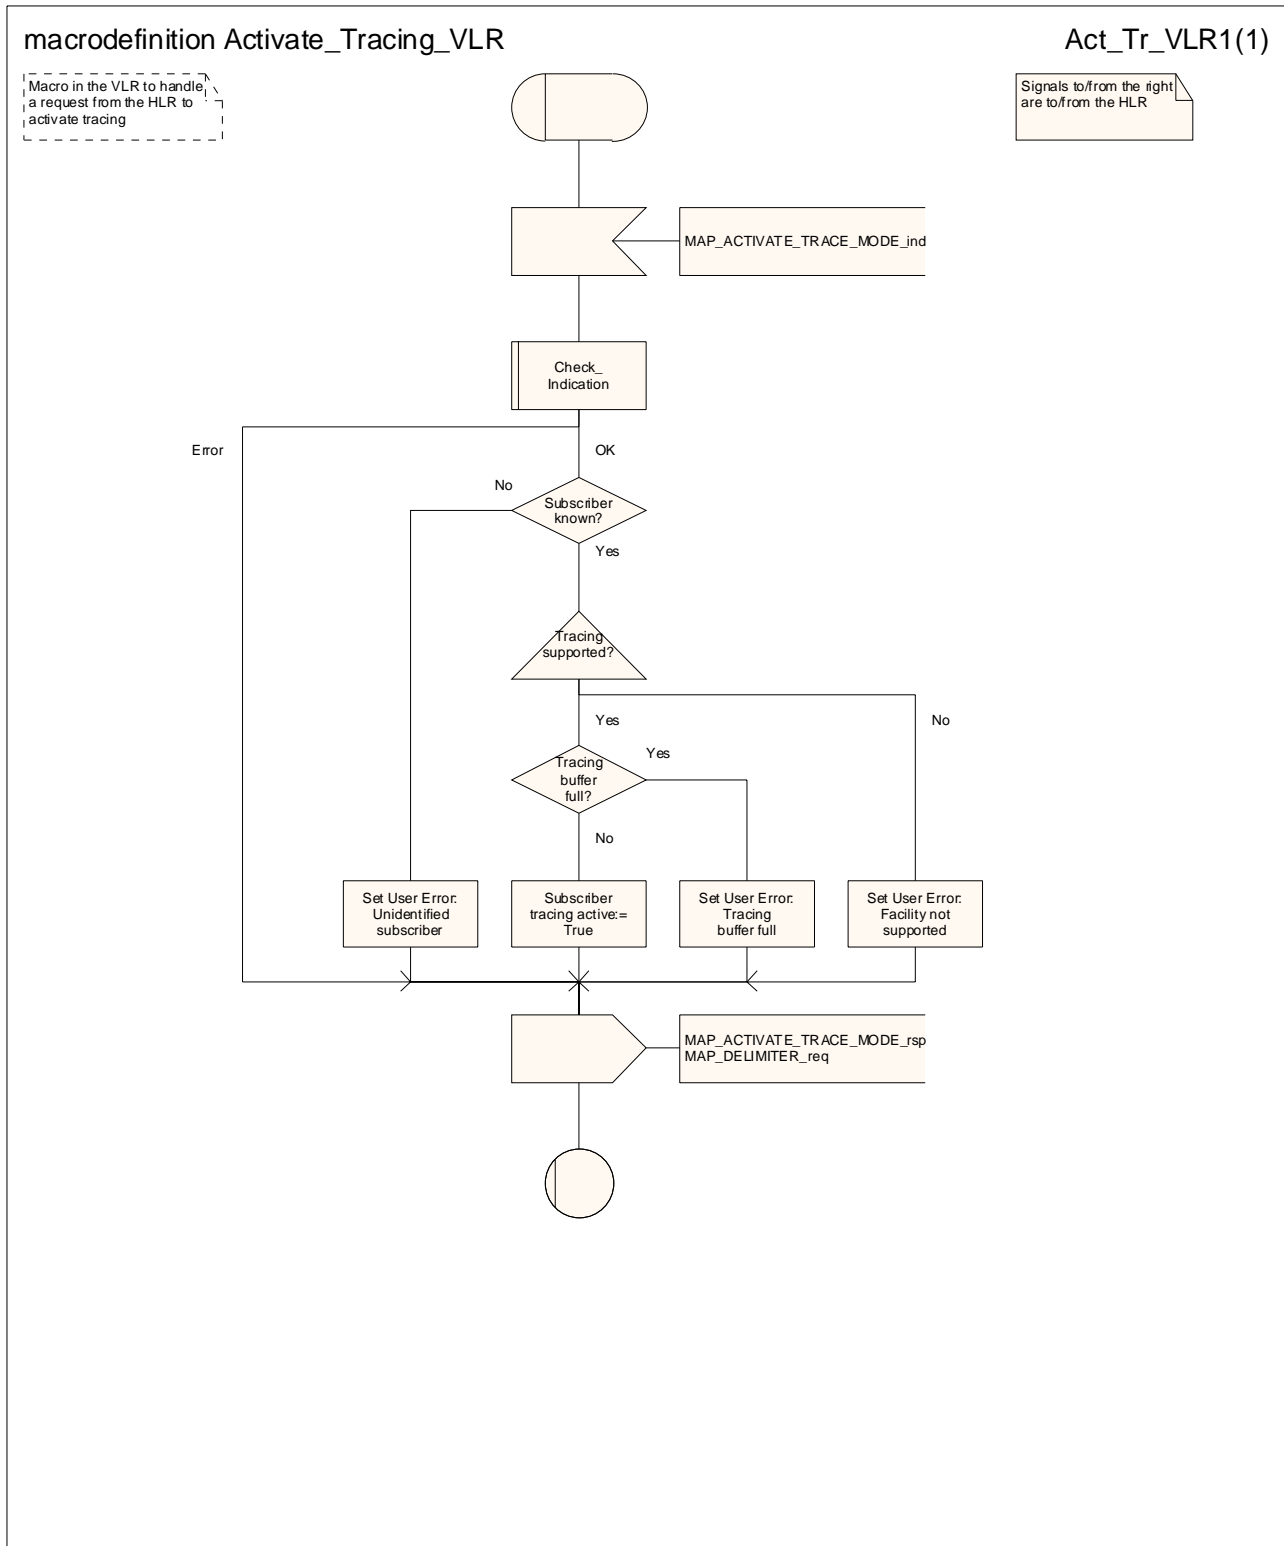 macrodefinition Activate_Tracing_VLR
Act_Tr_VLR1(1)
Macro in the VLR to handle
a request from the HLR to
activate tracing
Signals to/from the right
are to/from the HLR
MAP_ACTIVATE_TRACE_MODE_ind
Check_
Indication
Error
OK
No
Subscriber
known?
Yes
Tracing
supported?
Yes
No
Yes
Tracing
buffer
full?
No
Set User Error:
Unidentified
subscriber
Subscriber
tracing active:=
True
Set User Error:
Tracing
buffer full
Set User Error:
Facility not
supported
MAP_ACTIVATE_TRACE_MODE_rsp
MAP_DELIMITER_req